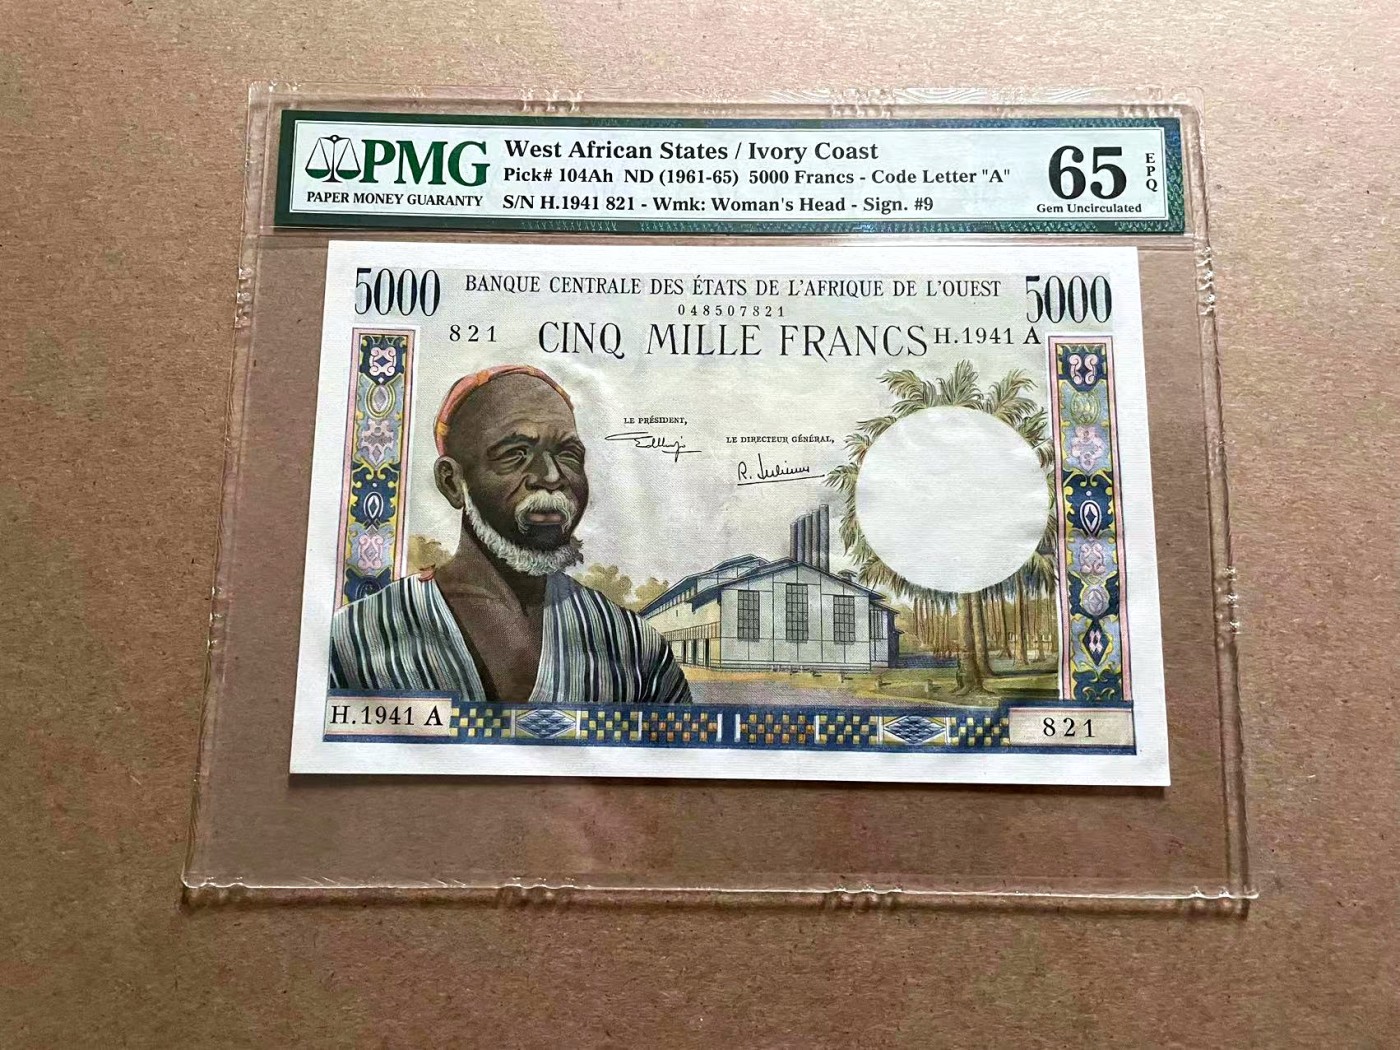 PMG
PAPER MONEY GUARANTY
West African States / Ivory Coast
Pick# 104Ah ND (1961-65) 5000 Francs - Code Letter "A"
S/N H.1941 821 - Wmk: Woman's Head - Sign. #9
65
EPQ
Gem Uncirculated
5000
BANQUE CENTRALE DES ÉTATS DE L'AFRIQUE DE L'OUEST
5000
048507821
821
CINQ MILLE FRANCS
H.1941 A
LE PRÉSIDENT,
LE DIRECTEUR GÉNÉRAL,
R. Julienne
H.1941 A
821